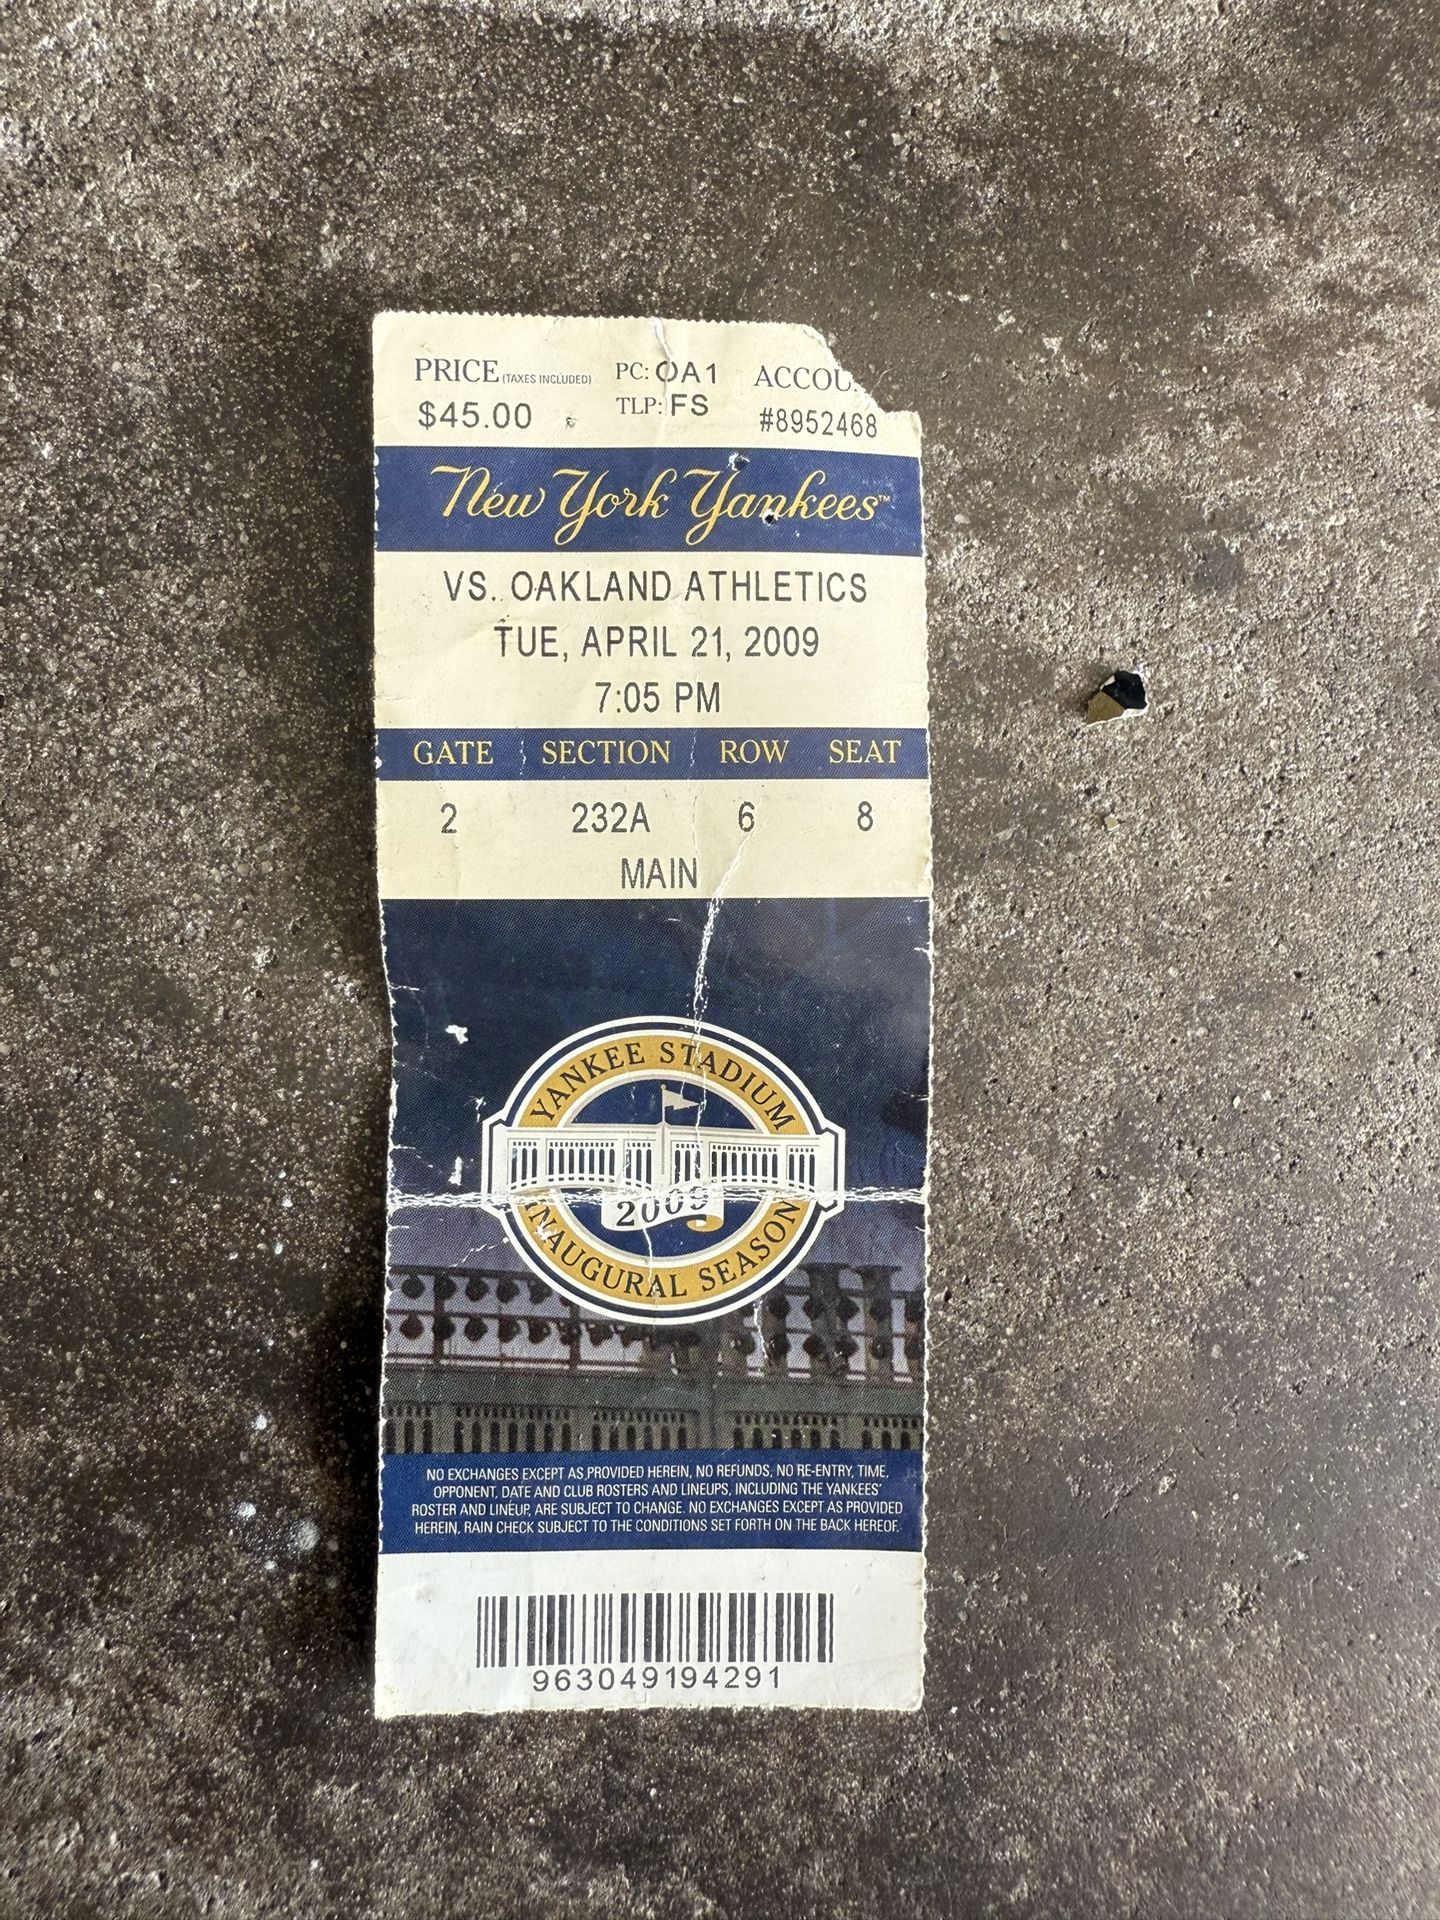 PRICE (TAXES INCLUDED) PC: OA1 ACCOU
$45.00 TLP: FS #8952468
New York Yankees™
VS. OAKLAND ATHLETICS
TUE, APRIL 21, 2009
7:05 PM
GATE SECTION ROW SEAT
2 232A 6 8
MAIN
YANKEE STADIUM
2009
INAUGURAL SEASON
NO EXCHANGES EXCEPT AS PROVIDED HEREIN, NO REFUNDS, NO RE-ENTRY, TIME,
OPPONENT, DATE AND CLUB ROSTERS AND LINEUPS, INCLUDING THE YANKEES'
ROSTER AND LINEUP, ARE SUBJECT TO CHANGE. NO EXCHANGES EXCEPT AS PROVIDED
HEREIN, RAIN CHECK SUBJECT TO THE CONDITIONS SET FORTH ON THE BACK HEREOF.
963049194291